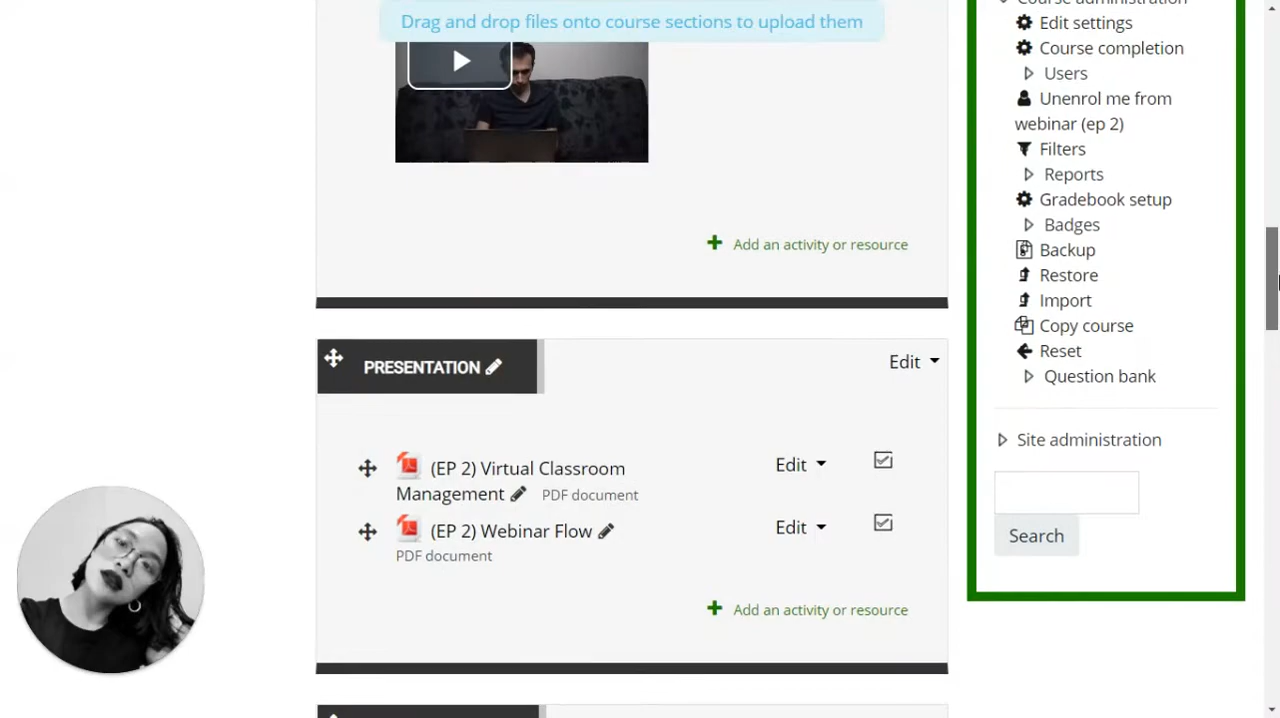 Drag and drop files onto course sections to upload them
Add an activity or resource
PRESENTATION
Edit
(EP 2) Virtual Classroom
Management
PDF document
Edit
(EP 2) Webinar Flow
PDF document
Edit
Add an activity or resource
Course administration
Edit settings
Course completion
Users
Unenrol me from
webinar (ep 2)
Filters
Reports
Gradebook setup
Badges
Backup
Restore
Import
Copy course
Reset
Question bank
Site administration
Search